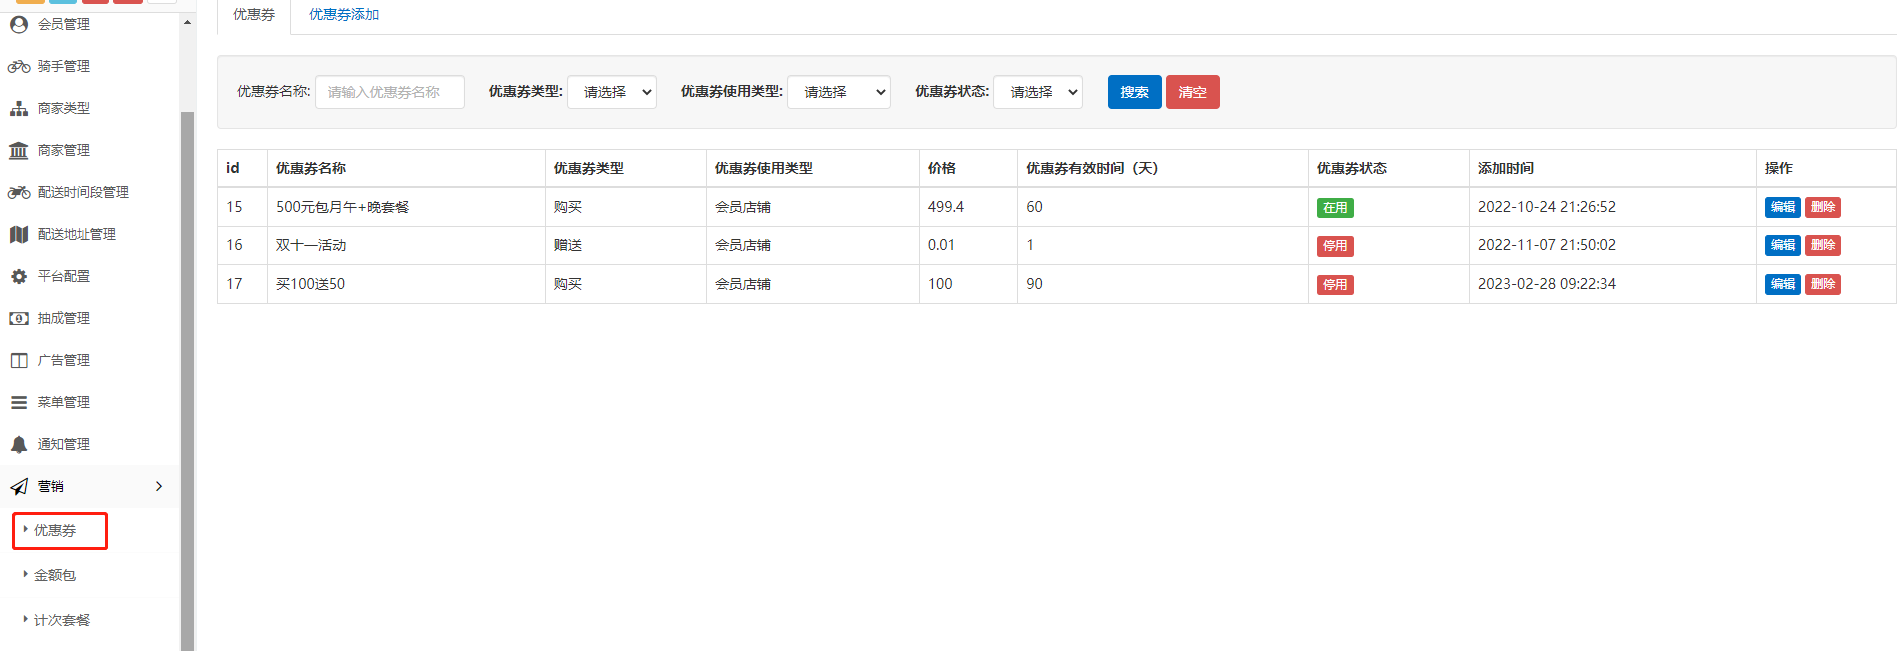 会员管理
骑手管理
商家类型
商家管理
配送时间段管理
配送地址管理
平台配置
抽成管理
广告管理
菜单管理
通知管理
营销
优惠券
金额包
计次套餐
优惠券 优惠券添加
优惠券名称: 请输入优惠券名称 优惠券类型: 请选择 优惠券使用类型: 请选择 优惠券状态: 请选择 搜索 清空
id 优惠券名称 优惠券类型 优惠券使用类型 价格 优惠券有效时间（天） 优惠券状态 添加时间 操作
15 500元包月午+晚套餐 购买 会员店铺 499.4 60 在用 2022-10-24 21:26:52 编辑 删除
16 双十一活动 赠送 会员店铺 0.01 1 停用 2022-11-07 21:50:02 编辑 删除
17 买100送50 购买 会员店铺 100 90 停用 2023-02-28 09:22:34 编辑 删除